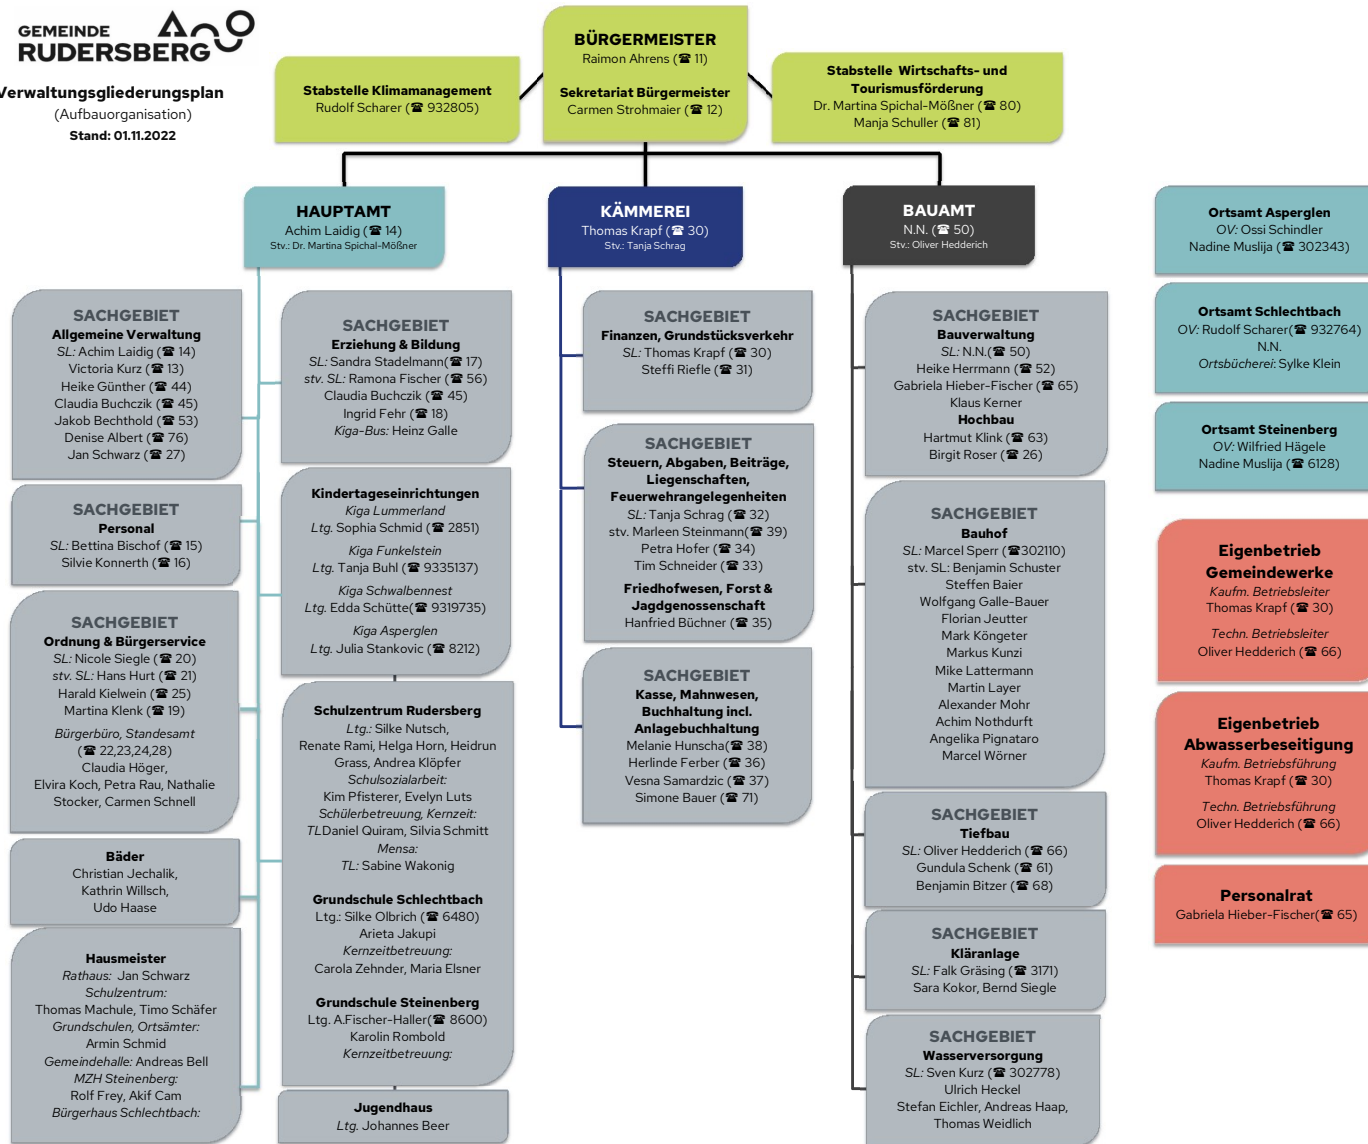 GEMEINDE
RUDERSBERG
Verwaltungsgliederungsplan
(Aufbauorganisation)
Stand: 01.11.2022
BÜRGERMEISTER
Raimon Ahrens (☎ 11)
Sekretariat Bürgermeister
Carmen Strohmaier (☎ 12)
Stabstelle Klimamanagement
Rudolf Scharer (☎ 932805)
Stabstelle Wirtschafts- und
Tourismusförderung
Dr. Martina Spichal-Mößner (☎ 80)
Manja Schuller (☎ 81)
HAUPTAMT
Achim Laidig (☎ 14)
Stv.: Dr. Martina Spichal-Mößner
KÄMMEREI
Thomas Krapf (☎ 30)
Stv.: Tanja Schrag
BAUAMT
N.N. (☎ 50)
Stv.: Oliver Hedderich
SACHGEBIET
Allgemeine Verwaltung
SL: Achim Laidig (☎ 14)
Victoria Kurz (☎ 13)
Heike Günther (☎ 44)
Claudia Buchczik (☎ 45)
Jakob Bechthold (☎ 53)
Denise Albert (☎ 76)
Jan Schwarz (☎ 27)
SACHGEBIET
Personal
SL: Bettina Bischof (☎ 15)
Silvie Konnerth (☎ 16)
SACHGEBIET
Ordnung & Bürgerservice
SL: Nicole Siegle (☎ 20)
stv. SL: Hans Hurt (☎ 21)
Harald Kielwein (☎ 25)
Martina Klenk (☎ 19)
Bürgerbüro, Standesamt
(☎ 22,23,24,28)
Claudia Höger,
Elvira Koch, Petra Rau, Nathalie
Stocker, Carmen Schnell
Bäder
Christian Jechalik,
Kathrin Willsch,
Udo Haase
Hausmeister
Rathaus: Jan Schwarz
Schulzentrum:
Thomas Machule, Timo Schäfer
Grundschulen, Ortsämter:
Armin Schmid
Gemeindehalle: Andreas Bell
MZH Steinenberg:
Rolf Frey, Akif Cam
Bürgerhaus Schlechtbach:
SACHGEBIET
Erziehung & Bildung
SL: Sandra Stadelmann(☎ 17)
stv. SL: Ramona Fischer (☎ 56)
Claudia Buchczik (☎ 45)
Ingrid Fehr (☎ 18)
Kiga-Bus: Heinz Galle
Kindertageseinrichtungen
Kiga Lummerland
Ltg. Sophia Schmid (☎ 2851)
Kiga Funkelstein
Ltg. Tanja Buhl (☎ 9335137)
Kiga Schwalbennest
Ltg. Edda Schütte(☎ 9319735)
Kiga Asperglen
Ltg. Julia Stankovic (☎ 8212)
Schulzentrum Rudersberg
Ltg.: Silke Nutsch,
Renate Rami, Helga Horn, Heidrun
Grass, Andrea Klöpfer
Schulsozialarbeit:
Kim Pfisterer, Evelyn Luts
Schülerbetreuung, Kernzeit:
TLDaniel Quiram, Silvia Schmitt
Mensa:
TL: Sabine Wakonig
Grundschule Schlechtbach
Ltg.: Silke Olbrich (☎ 6480)
Arieta Jakupi
Kernzeitbetreuung:
Carola Zehnder, Maria Elsner
Grundschule Steinenberg
Ltg. A.Fischer-Haller(☎ 8600)
Karolin Rombold
Kernzeitbetreuung:
Jugendhaus
Ltg. Johannes Beer
SACHGEBIET
Finanzen, Grundstücksverkehr
SL: Thomas Krapf (☎ 30)
Steffi Riefle (☎ 31)
SACHGEBIET
Steuern, Abgaben, Beiträge,
Liegenschaften,
Feuerwehrangelegenheiten
SL: Tanja Schrag (☎ 32)
stv. Marleen Steinmann(☎ 39)
Petra Hofer (☎ 34)
Tim Schneider (☎ 33)
Friedhofwesen, Forst &
Jagdgenossenschaft
Hanfried Büchner (☎ 35)
SACHGEBIET
Kasse, Mahnwesen,
Buchhaltung incl.
Anlagebuchhaltung
Melanie Hunscha(☎ 38)
Herlinde Ferber (☎ 36)
Vesna Samardzic (☎ 37)
Simone Bauer (☎ 71)
SACHGEBIET
Bauverwaltung
SL: N.N.(☎ 50)
Heike Herrmann (☎ 52)
Gabriela Hieber-Fischer (☎ 65)
Klaus Kerner
Hochbau
Hartmut Klink (☎ 63)
Birgit Roser (☎ 26)
SACHGEBIET
Bauhof
SL: Marcel Sperr (☎302110)
stv. SL: Benjamin Schuster
Steffen Baier
Wolfgang Galle-Bauer
Florian Jeutter
Mark Köngeter
Markus Kunzi
Mike Lattermann
Martin Layer
Alexander Mohr
Achim Nothdurft
Angelika Pignataro
Marcel Wörner
SACHGEBIET
Tiefbau
SL: Oliver Hedderich (☎ 66)
Gundula Schenk (☎ 61)
Benjamin Bitzer (☎ 68)
SACHGEBIET
Kläranlage
SL: Falk Gräsing (☎ 3171)
Sara Kokor, Bernd Siegle
SACHGEBIET
Wasserversorgung
SL: Sven Kurz (☎ 302778)
Ulrich Heckel
Stefan Eichler, Andreas Haap,
Thomas Weidlich
Ortsamt Asperglen
OV: Ossi Schindler
Nadine Muslija (☎ 302343)
Ortsamt Schlechtbach
OV: Rudolf Scharer(☎ 932764)
N.N.
Ortsbücherei: Sylke Klein
Ortsamt Steinenberg
OV: Wilfried Hägele
Nadine Muslija (☎ 6128)
Eigenbetrieb
Gemeindewerke
Kaufm. Betriebsleiter
Thomas Krapf (☎ 30)
Techn. Betriebsleiter
Oliver Hedderich (☎ 66)
Eigenbetrieb
Abwasserbeseitigung
Kaufm. Betriebsführung
Thomas Krapf (☎ 30)
Techn. Betriebsführung
Oliver Hedderich (☎ 66)
Personalrat
Gabriela Hieber-Fischer(☎ 65)